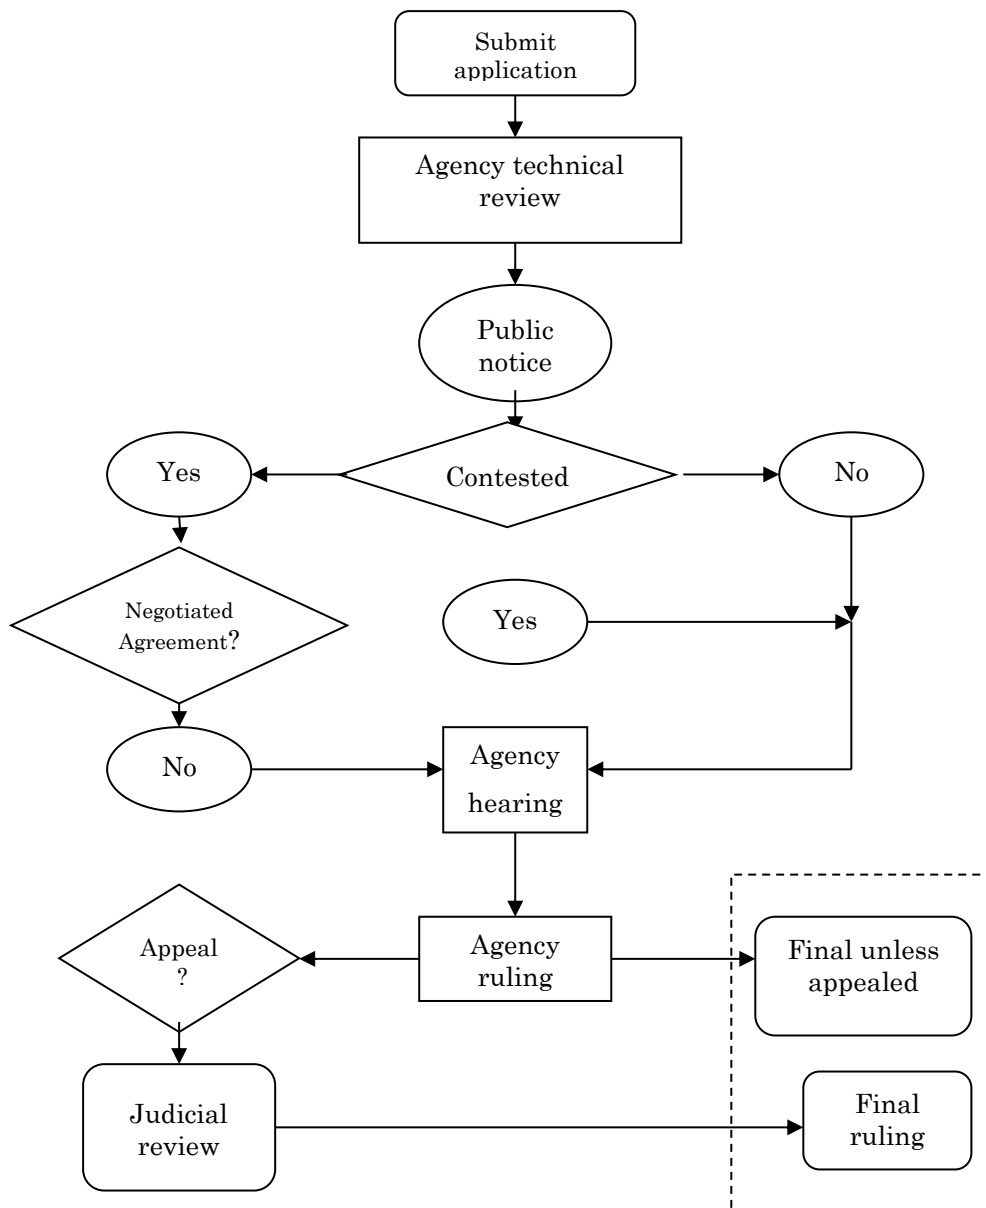 Submit
application
Agency technical
review
Public
notice
Yes
Contested
No
Negotiated
Agreement?
Yes
No
Agency
hearing
Appeal
?
Agency
ruling
Final unless
appealed
Judicial
review
Final
ruling